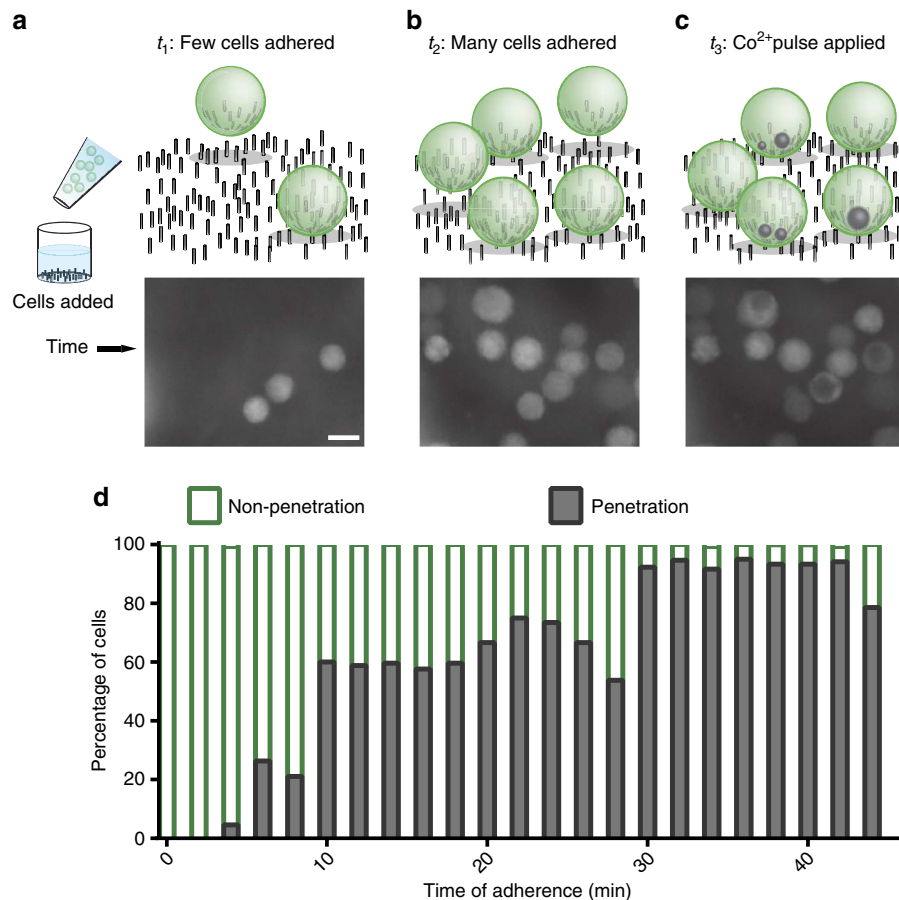 a
b
c
t1: Few cells adhered
t2: Many cells adhered
t3: Co2+pulse applied
Cells added
Time
d
Non-penetration
Penetration
Percentage of cells
100
80
60
40
20
0
0
10
20
30
40
Time of adherence (min)